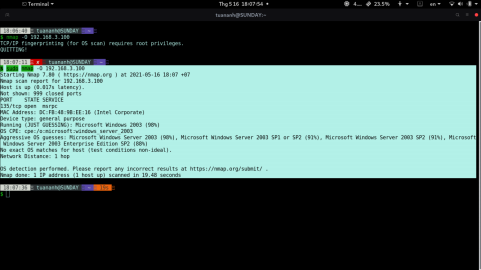 Terminal
Thg 5 16 18:07:54
4...
23.5%
en
tuananh@SUNDAY:~
18:06:40 tuananh@SUNDAY ~
$ nmap -O 192.168.3.100
TCP/IP fingerprinting (for OS scan) requires root privileges.
QUITTING!
18:07:11 tuananh@SUNDAY ~
$ sudo nmap -O 192.168.3.100
Starting Nmap 7.80 ( https://nmap.org ) at 2021-05-16 18:07 +07
Nmap scan report for 192.168.3.100
Host is up (0.017s latency).
Not shown: 999 closed ports
PORT STATE SERVICE
135/tcp open msrpc
MAC Address: DC:FB:48:9B:EE:16 (Intel Corporate)
Device type: general purpose
Running (JUST GUESSING): Microsoft Windows 2003 (90%)
OS CPE: cpe:/o:microsoft:windows_server_2003
Aggressive OS guesses: Microsoft Windows Server 2003 (90%), Microsoft Windows Server 2003 SP1 or SP2 (91%), Microsoft Windows Server 2003 SP2 (91%), Microsoft
Windows Server 2003 Enterprise Edition SP2 (88%)
No exact OS matches for host (test conditions non-ideal).
Network Distance: 1 hop
OS detection performed. Please report any incorrect results at https://nmap.org/submit/ .
Nmap done: 1 IP address (1 host up) scanned in 19.48 seconds
18:07:36 tuananh@SUNDAY ~
$